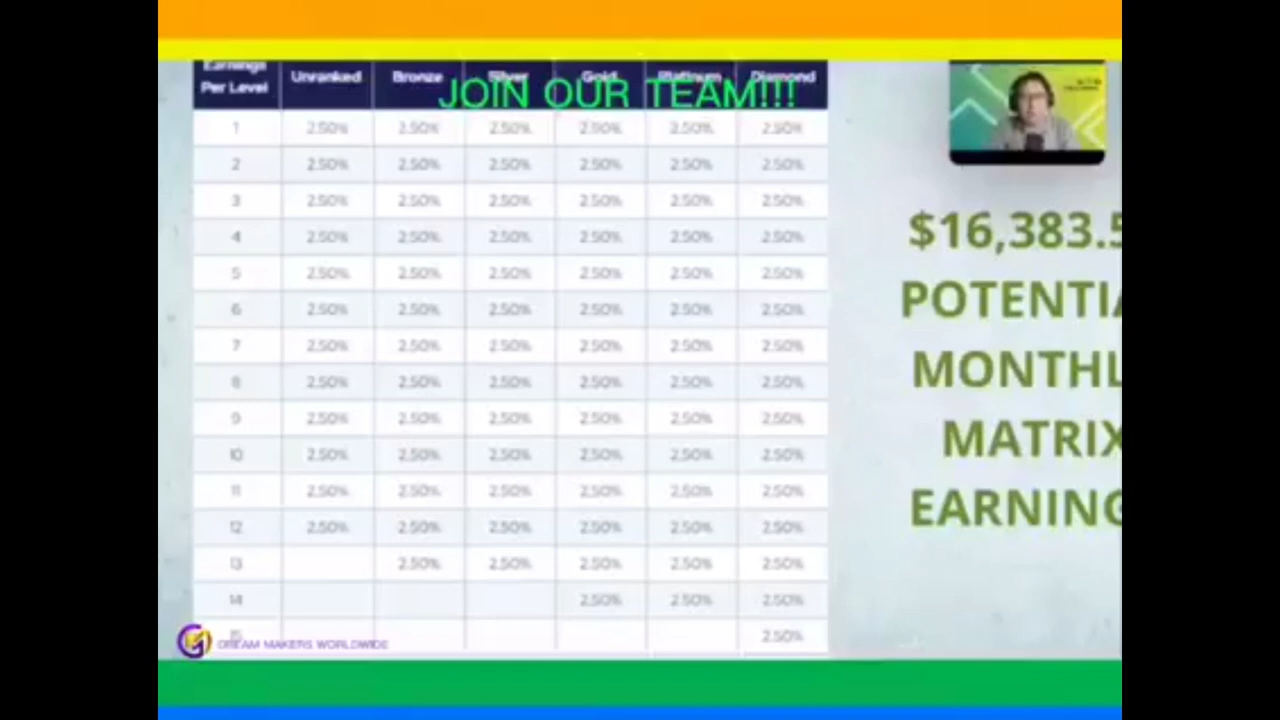 Earnings
Per Level Unranked Bronze Silver Gold Platinum Diamond
JOIN OUR TEAM!!!
1 2.50% 2.50% 2.50% 2.50% 2.50% 2.50%
2 2.50% 2.50% 2.50% 2.50% 2.50% 2.50%
3 2.50% 2.50% 2.50% 2.50% 2.50% 2.50%
4 2.50% 2.50% 2.50% 2.50% 2.50% 2.50%
5 2.50% 2.50% 2.50% 2.50% 2.50% 2.50%
6 2.50% 2.50% 2.50% 2.50% 2.50% 2.50%
7 2.50% 2.50% 2.50% 2.50% 2.50% 2.50%
8 2.50% 2.50% 2.50% 2.50% 2.50% 2.50%
9 2.50% 2.50% 2.50% 2.50% 2.50% 2.50%
10 2.50% 2.50% 2.50% 2.50% 2.50% 2.50%
11 2.50% 2.50% 2.50% 2.50% 2.50% 2.50%
12 2.50% 2.50% 2.50% 2.50% 2.50% 2.50%
13 2.50% 2.50% 2.50% 2.50% 2.50%
14 2.50% 2.50% 2.50%
15 2.50%
DREAM MAKERS WORLDWIDE
$16,383.5
POTENTIA
MONTHL
MATRIX
EARNING